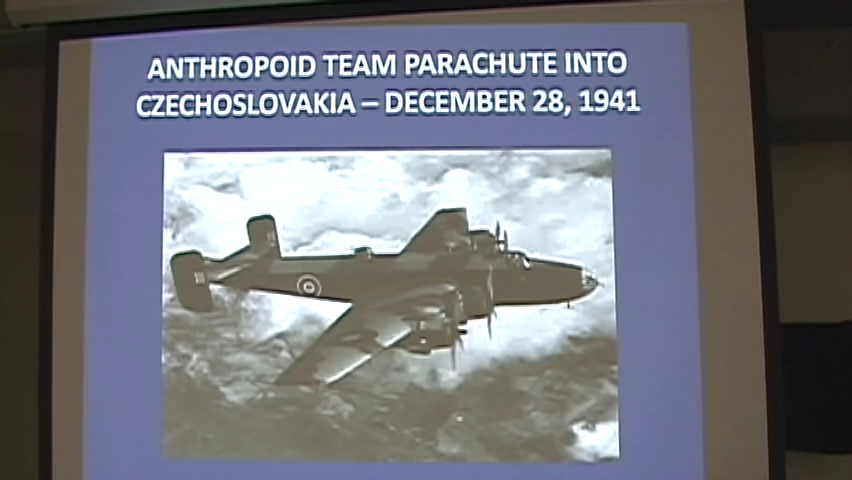 ANTHROPOID TEAM PARACHUTE INTO
CZECHOSLOVAKIA – DECEMBER 28, 1941